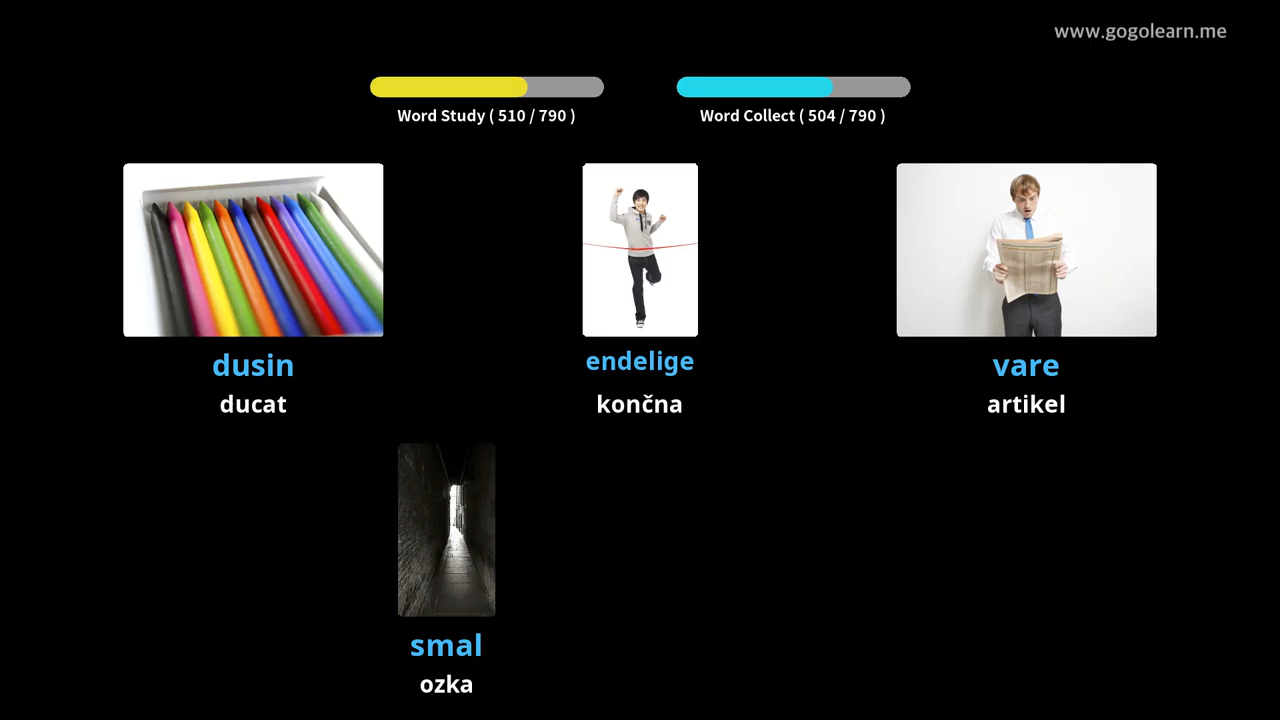 www.gogolearn.me
Word Study ( 510 / 790 )
Word Collect ( 504 / 790 )
dusin
ducat
endelige
končna
vare
artikel
smal
ozka